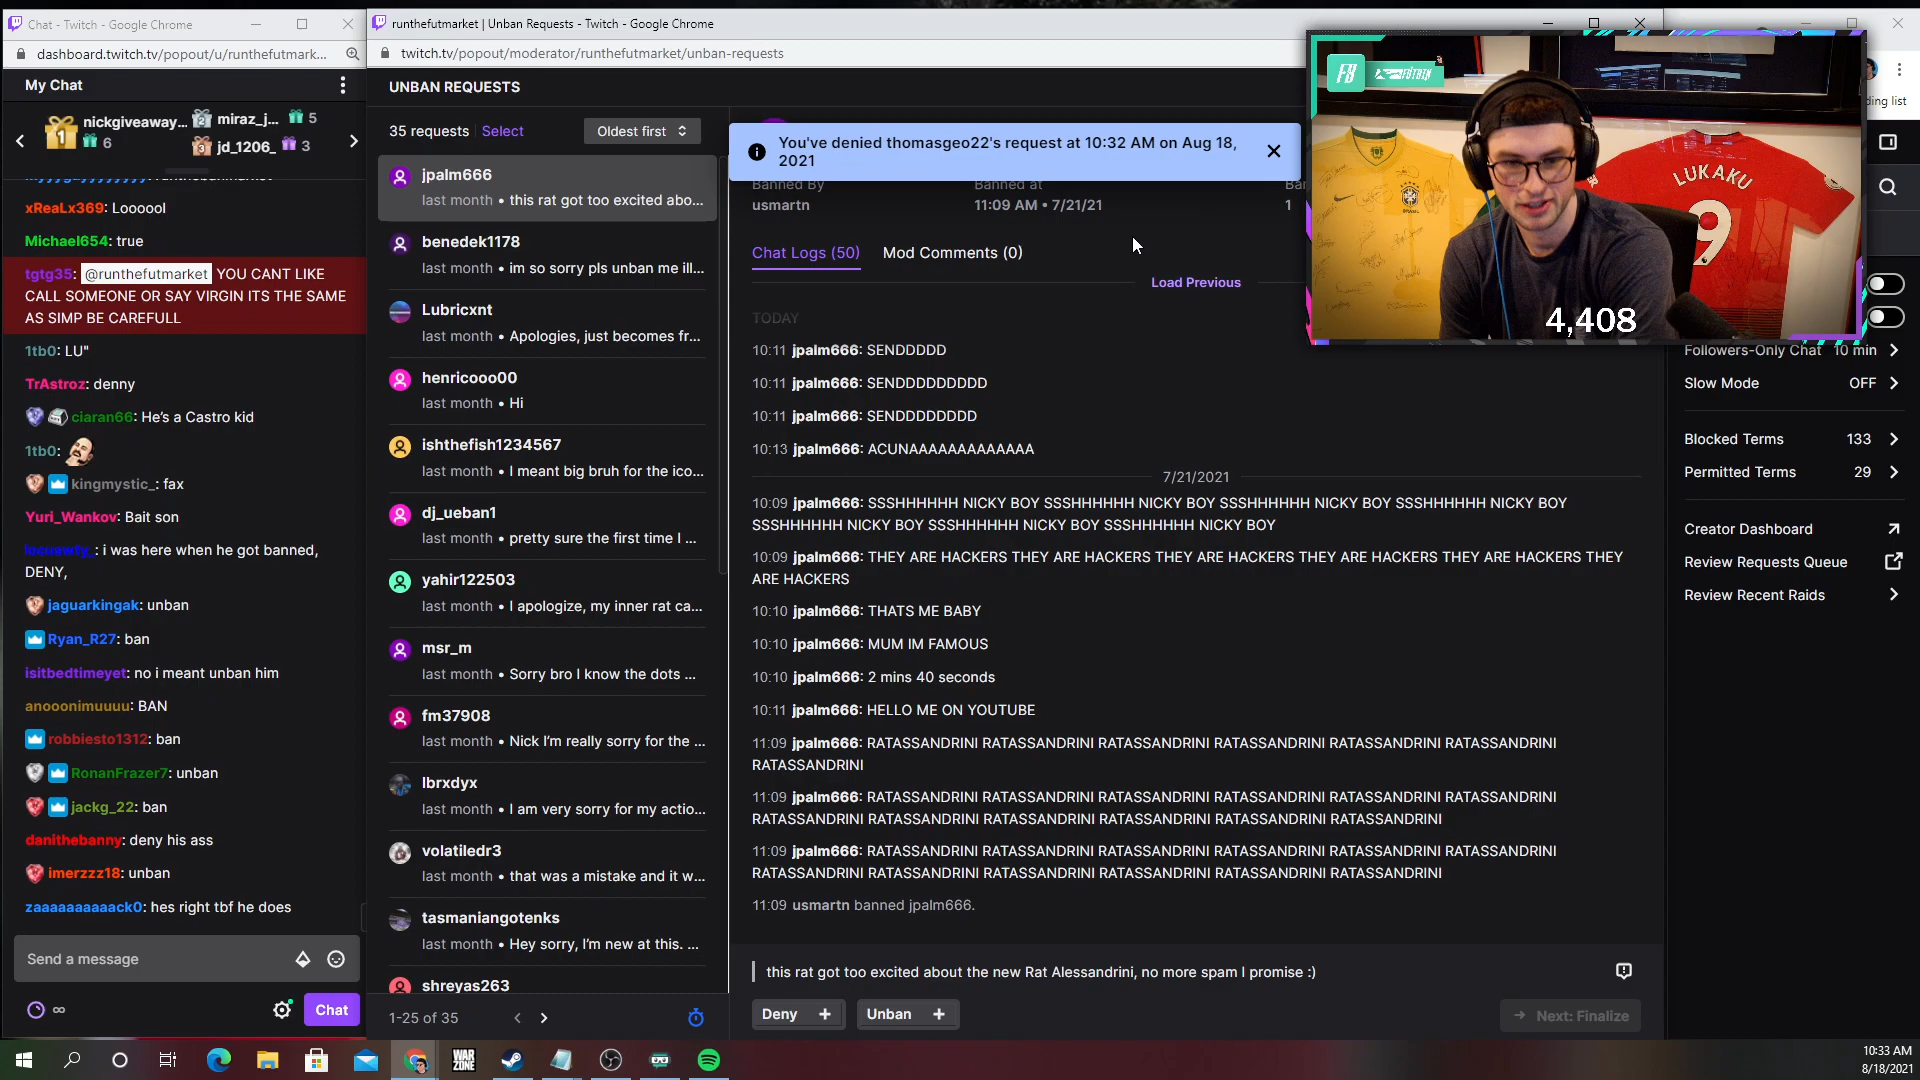 Chat - Twitch - Google Chrome
dashboard.twitch.tv/popout/u/runthefutmark...
My Chat
1
nickgiveaway...
6
miraz_j...
5
jd_1206_
3
xReaLx369: Loooool
Michael654: true
tgtg35: @runthefutmarket YOU CANT LIKE
CALL SOMEONE OR SAY VIRGIN ITS THE SAME
AS SIMP BE CAREFULL
1tb0: LU"
TrAstroz: denny
ciaran66: He's a Castro kid
1tb0:
kingmystic_: fax
Yuri_Wankov: Bait son
: i was here when he got banned,
DENY,
jaguarkingak: unban
Ryan_R27: ban
isitbedtimeyet: no i meant unban him
anooonimuuuu: BAN
robbiesto1312: ban
RonanFrazer7: unban
jackg_22: ban
danithebanny: deny his ass
imerzzz18: unban
zaaaaaaaaaack0: hes right tbf he does
Send a message
∞
Chat
runthefutmarket | Unban Requests - Twitch - Google Chrome
twitch.tv/popout/moderator/runthefutmarket/unban-requests
UNBAN REQUESTS
35 requests
Select
Oldest first
jpalm666
last month • this rat got too excited abo...
benedek1178
last month • im so sorry pls unban me ill...
Lubricxnt
last month • Apologies, just becomes fr...
henricooo00
last month • Hi
ishthefish1234567
last month • I meant big bruh for the ico...
dj_ueban1
last month • pretty sure the first time I ...
yahir122503
last month • I apologize, my inner rat ca...
msr_m
last month • Sorry bro I know the dots ...
fm37908
last month • Nick I'm really sorry for the ...
lbrxdyx
last month • I am very sorry for my actio...
volatiledr3
last month • that was a mistake and it w...
tasmaniangotenks
last month • Hey sorry, I'm new at this. ...
shreyas263
1-25 of 35
You've denied thomasgeo22's request at 10:32 AM on Aug 18,
2021
Banned By
usmartn
Banned at
11:09 AM • 7/21/21
Bar
1
Chat Logs (50)
Mod Comments (0)
Load Previous
TODAY
10:11 jpalm666: SENDDDDD
10:11 jpalm666: SENDDDDDDDDD
10:11 jpalm666: SENDDDDDDDD
10:13 jpalm666: ACUNAAAAAAAAAAAAA
7/21/2021
10:09 jpalm666: SSSHHHHHH NICKY BOY SSSHHHHHH NICKY BOY SSSHHHHHH NICKY BOY SSSHHHHHH NICKY BOY
SSSHHHHHH NICKY BOY SSSHHHHHH NICKY BOY SSSHHHHHH NICKY BOY
10:09 jpalm666: THEY ARE HACKERS THEY ARE HACKERS THEY ARE HACKERS THEY ARE HACKERS THEY ARE HACKERS THEY
ARE HACKERS
10:10 jpalm666: THATS ME BABY
10:10 jpalm666: MUM IM FAMOUS
10:10 jpalm666: 2 mins 40 seconds
10:11 jpalm666: HELLO ME ON YOUTUBE
11:09 jpalm666: RATASSANDRINI RATASSANDRINI RATASSANDRINI RATASSANDRINI RATASSANDRINI RATASSANDRINI
RATASSANDRINI
11:09 jpalm666: RATASSANDRINI RATASSANDRINI RATASSANDRINI RATASSANDRINI RATASSANDRINI RATASSANDRINI
RATASSANDRINI RATASSANDRINI RATASSANDRINI RATASSANDRINI RATASSANDRINI RATASSANDRINI
11:09 jpalm666: RATASSANDRINI RATASSANDRINI RATASSANDRINI RATASSANDRINI RATASSANDRINI RATASSANDRINI
RATASSANDRINI RATASSANDRINI RATASSANDRINI RATASSANDRINI RATASSANDRINI RATASSANDRINI
11:09 usmartn banned jpalm666.
this rat got too excited about the new Rat Alessandrini, no more spam I promise :)
Deny +
Unban +
Next: Finalize
FB
BRASIL
LUKAKU
9
4,408
ding list
Followers-Only Chat 10 min
Slow Mode OFF
Blocked Terms 133
Permitted Terms 29
Creator Dashboard
Review Requests Queue
Review Recent Raids
WAR
ZONE
10:33 AM
8/18/2021